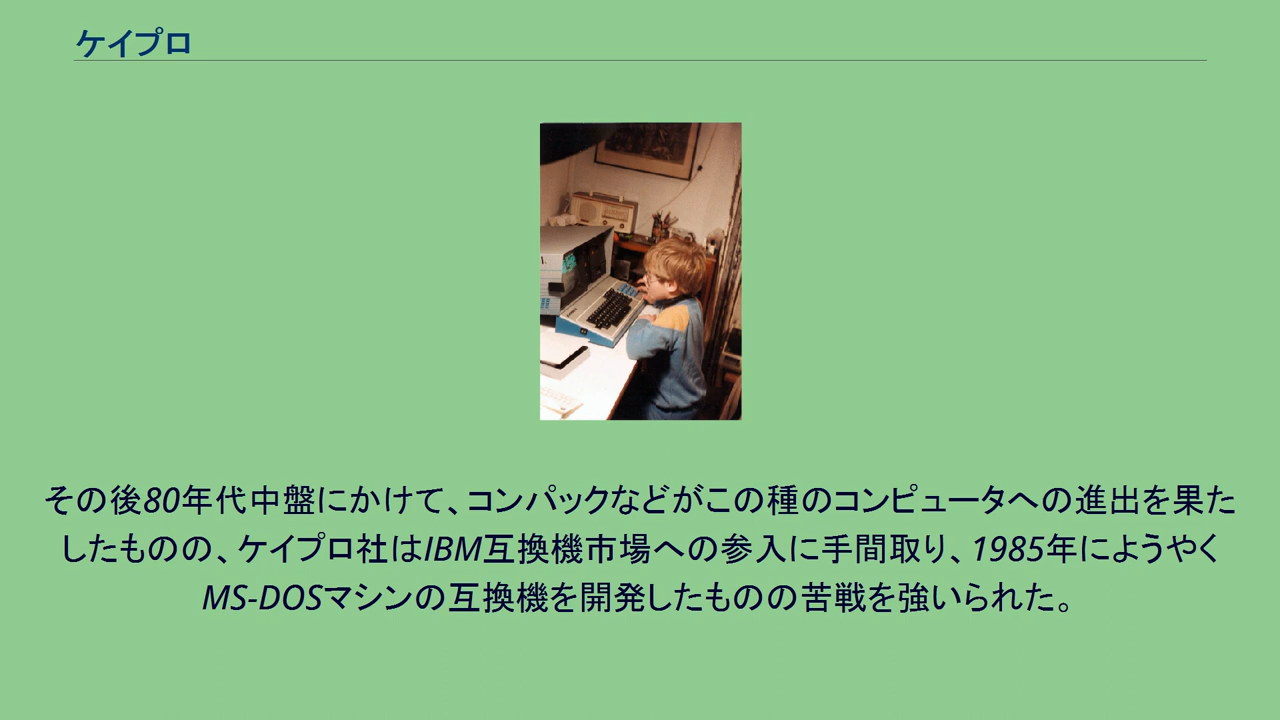 ケイプロ
その後80年代中盤にかけて、コンパックなどがこの種のコンピュータへの進出を果た
したものの、ケイプロ社はIBM互換機市場への参入に手間取り、1985年にようやく
MS-DOSマシンの互換機を開発したものの苦戦を強いられた。